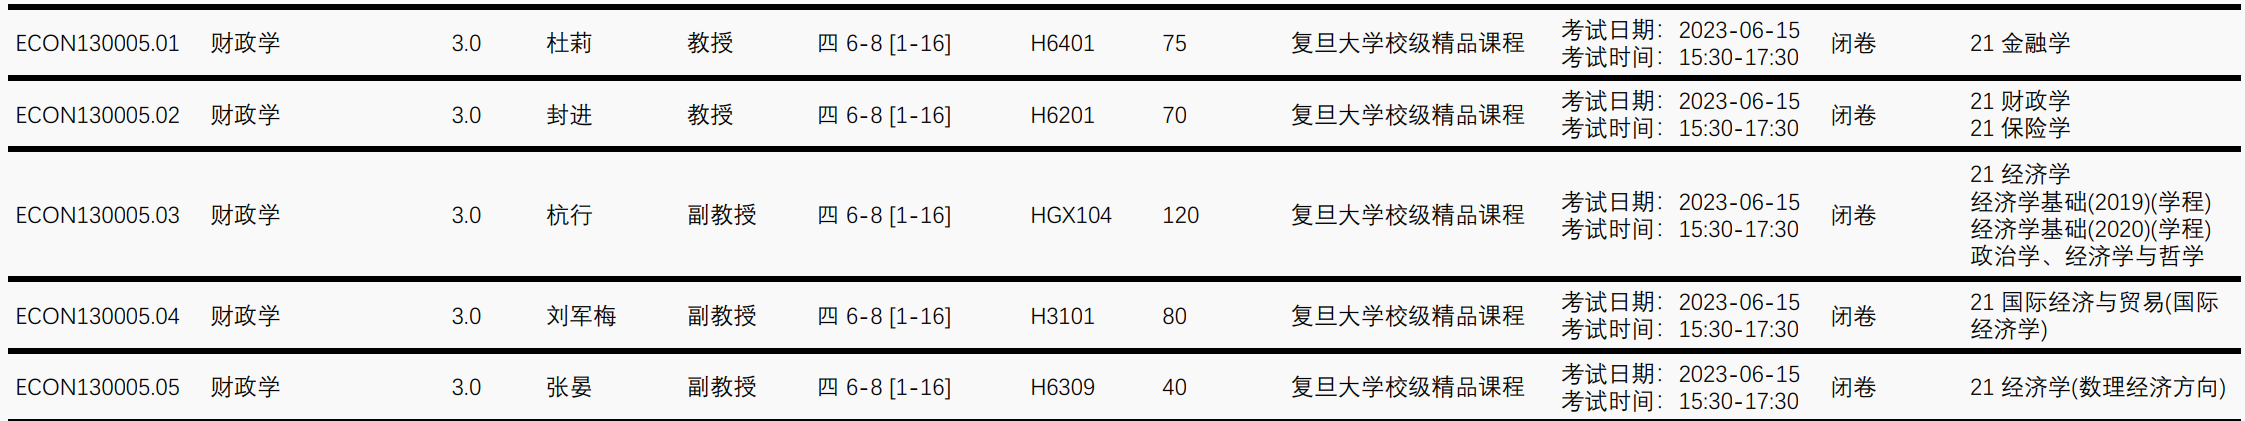 ECON130005.01 财政学 3.0 杜莉 教授 四 6-8 [1-16] H6401 75 复旦大学校级精品课程 考试日期：2023-06-15 闭卷 21 金融学
考试时间：15:30-17:30
ECON130005.02 财政学 3.0 封进 教授 四 6-8 [1-16] H6201 70 复旦大学校级精品课程 考试日期：2023-06-15 闭卷 21 财政学
考试时间：15:30-17:30 21 保险学
21 经济学
ECON130005.03 财政学 3.0 杭行 副教授 四 6-8 [1-16] HGX104 120 复旦大学校级精品课程 考试日期：2023-06-15 闭卷 经济学基础(2019)(学程)
考试时间：15:30-17:30 经济学基础(2020)(学程)
政治学、经济学与哲学
ECON130005.04 财政学 3.0 刘军梅 副教授 四 6-8 [1-16] H3101 80 复旦大学校级精品课程 考试日期：2023-06-15 闭卷 21 国际经济与贸易(国际
考试时间：15:30-17:30 经济学)
ECON130005.05 财政学 3.0 张晏 副教授 四 6-8 [1-16] H6309 40 复旦大学校级精品课程 考试日期：2023-06-15 闭卷 21 经济学(数理经济方向)
考试时间：15:30-17:30